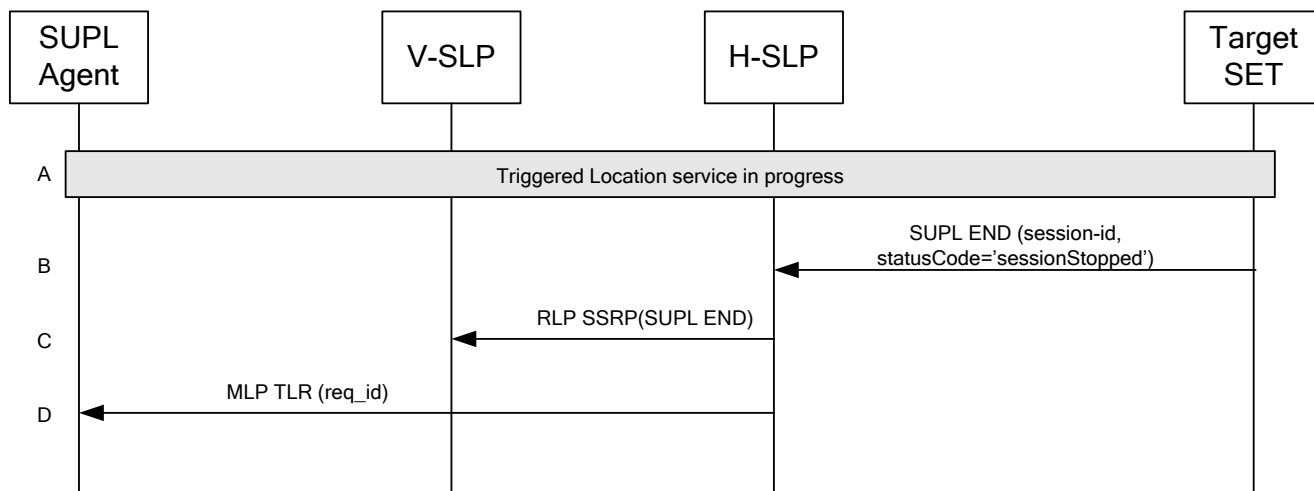 SUPL
Agent
V-SLP
H-SLP
Target
SET
A
Triggered Location service in progress
SUPL END (session-id,
statusCode=’sessionStopped’)
B
RLP SSRP(SUPL END)
C
MLP TLR (req_id)
D